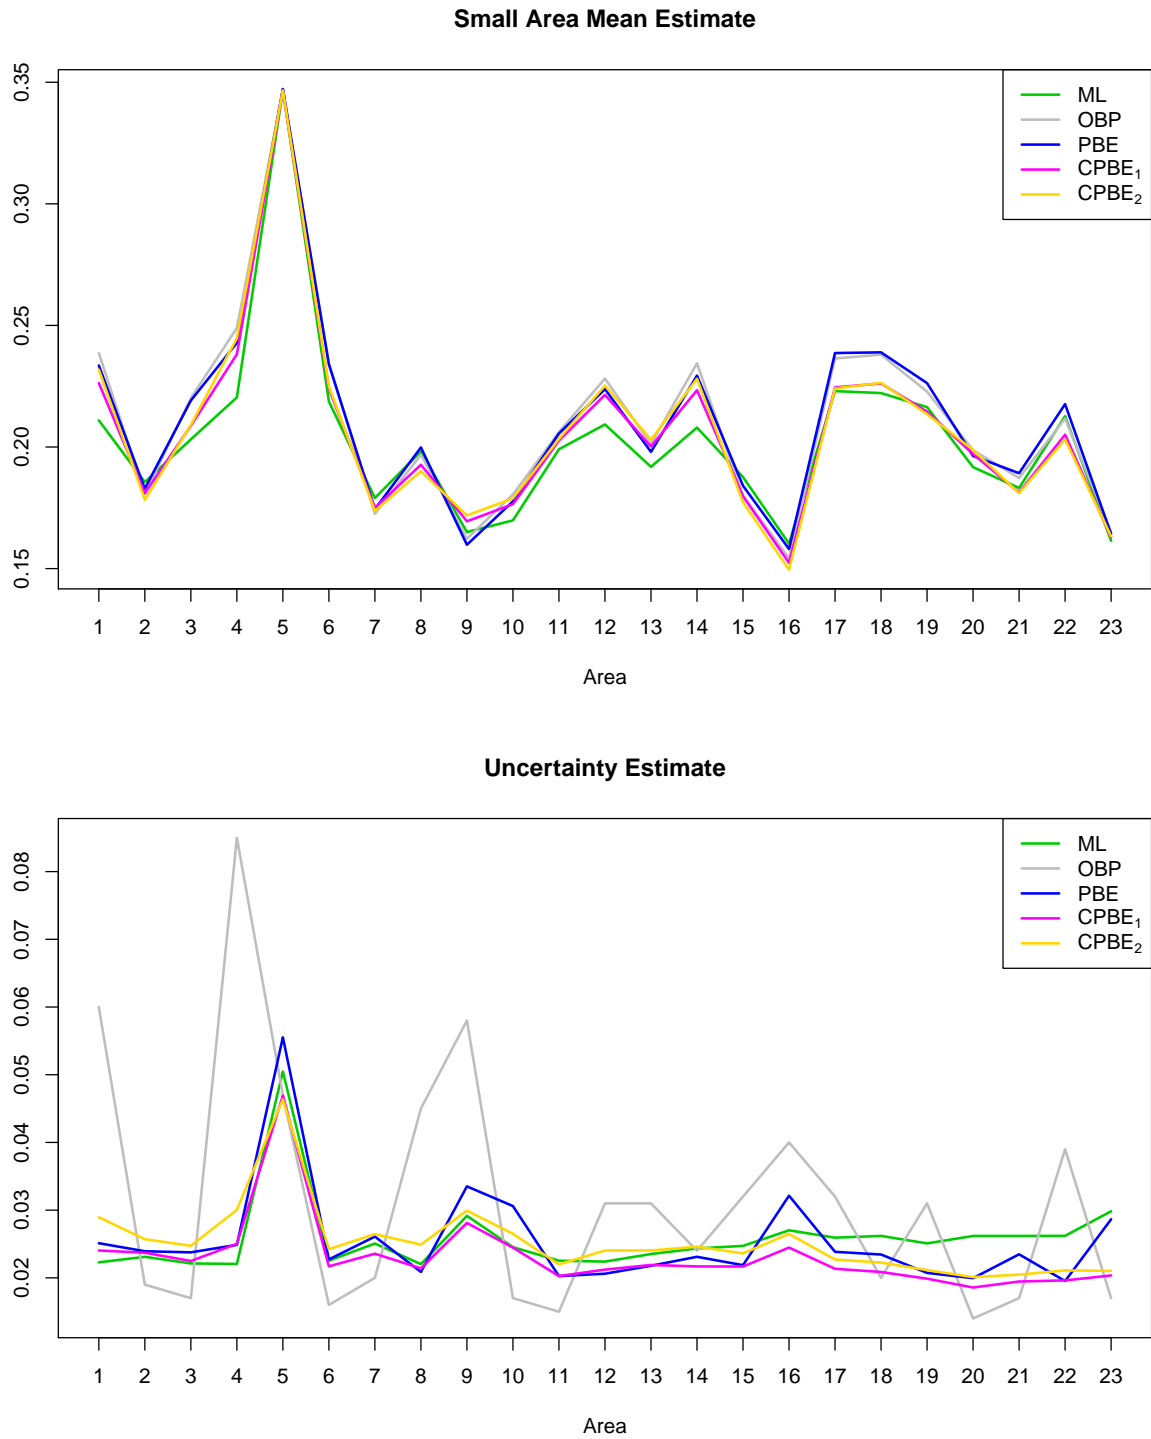 Small Area Mean Estimate
0.35
0.30
0.25
0.20
0.15
ML
OBP
PBE
CPBE1
CPBE2
1 2 3 4 5 6 7 8 9 10 11 12 13 14 15 16 17 18 19 20 21 22 23
Area
Uncertainty Estimate
0.08
0.07
0.06
0.05
0.04
0.03
0.02
ML
OBP
PBE
CPBE1
CPBE2
1 2 3 4 5 6 7 8 9 10 11 12 13 14 15 16 17 18 19 20 21 22 23
Area